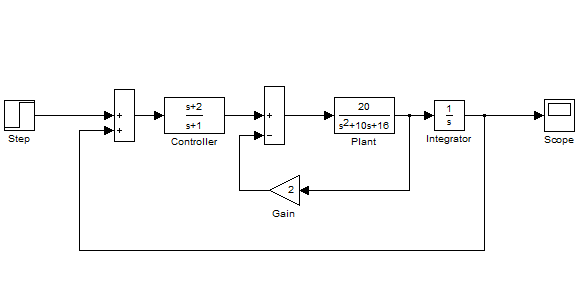 Step
+
+
s+2
s+1
Controller
+
−
20
s2+10s+16
Plant
1
s
Integrator
Scope
2
Gain